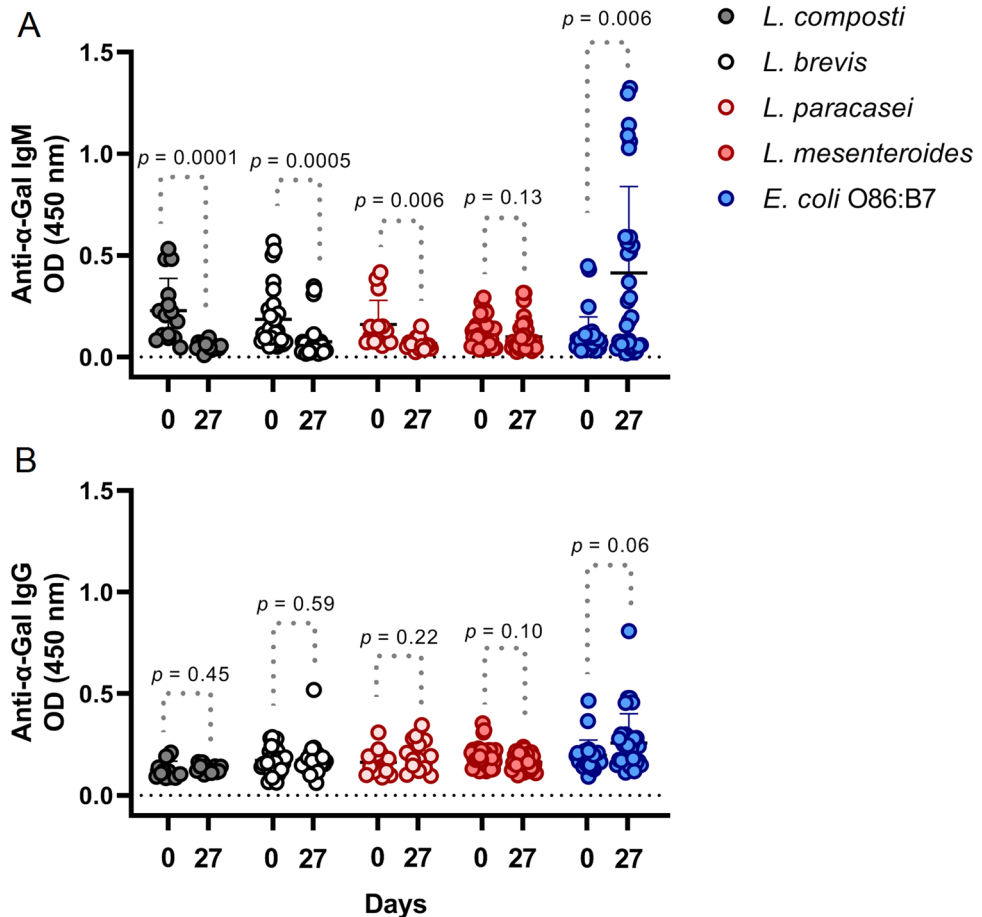 A
L. composti
L. brevis
L. paracasei
L. mesenteroides
E. coli O86:B7
Anti-α-Gal IgM
OD (450 nm)
1.5
1.0
0.5
0.0
p = 0.0001
p = 0.0005
p = 0.006
p = 0.13
p = 0.006
0 27 0 27 0 27 0 27 0 27
B
Anti-α-Gal IgG
OD (450 nm)
1.5
1.0
0.5
0.0
p = 0.45
p = 0.59
p = 0.22
p = 0.10
p = 0.06
0 27 0 27 0 27 0 27 0 27
Days